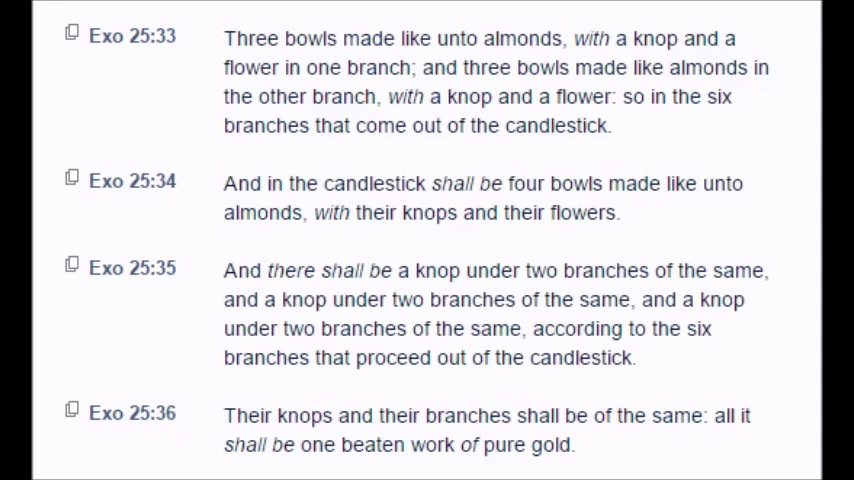 Exo 25:33 Three bowls made like unto almonds, with a knop and a
flower in one branch; and three bowls made like almonds in
the other branch, with a knop and a flower: so in the six
branches that come out of the candlestick.
Exo 25:34 And in the candlestick shall be four bowls made like unto
almonds, with their knops and their flowers.
Exo 25:35 And there shall be a knop under two branches of the same,
and a knop under two branches of the same, and a knop
under two branches of the same, according to the six
branches that proceed out of the candlestick.
Exo 25:36 Their knops and their branches shall be of the same: all it
shall be one beaten work of pure gold.